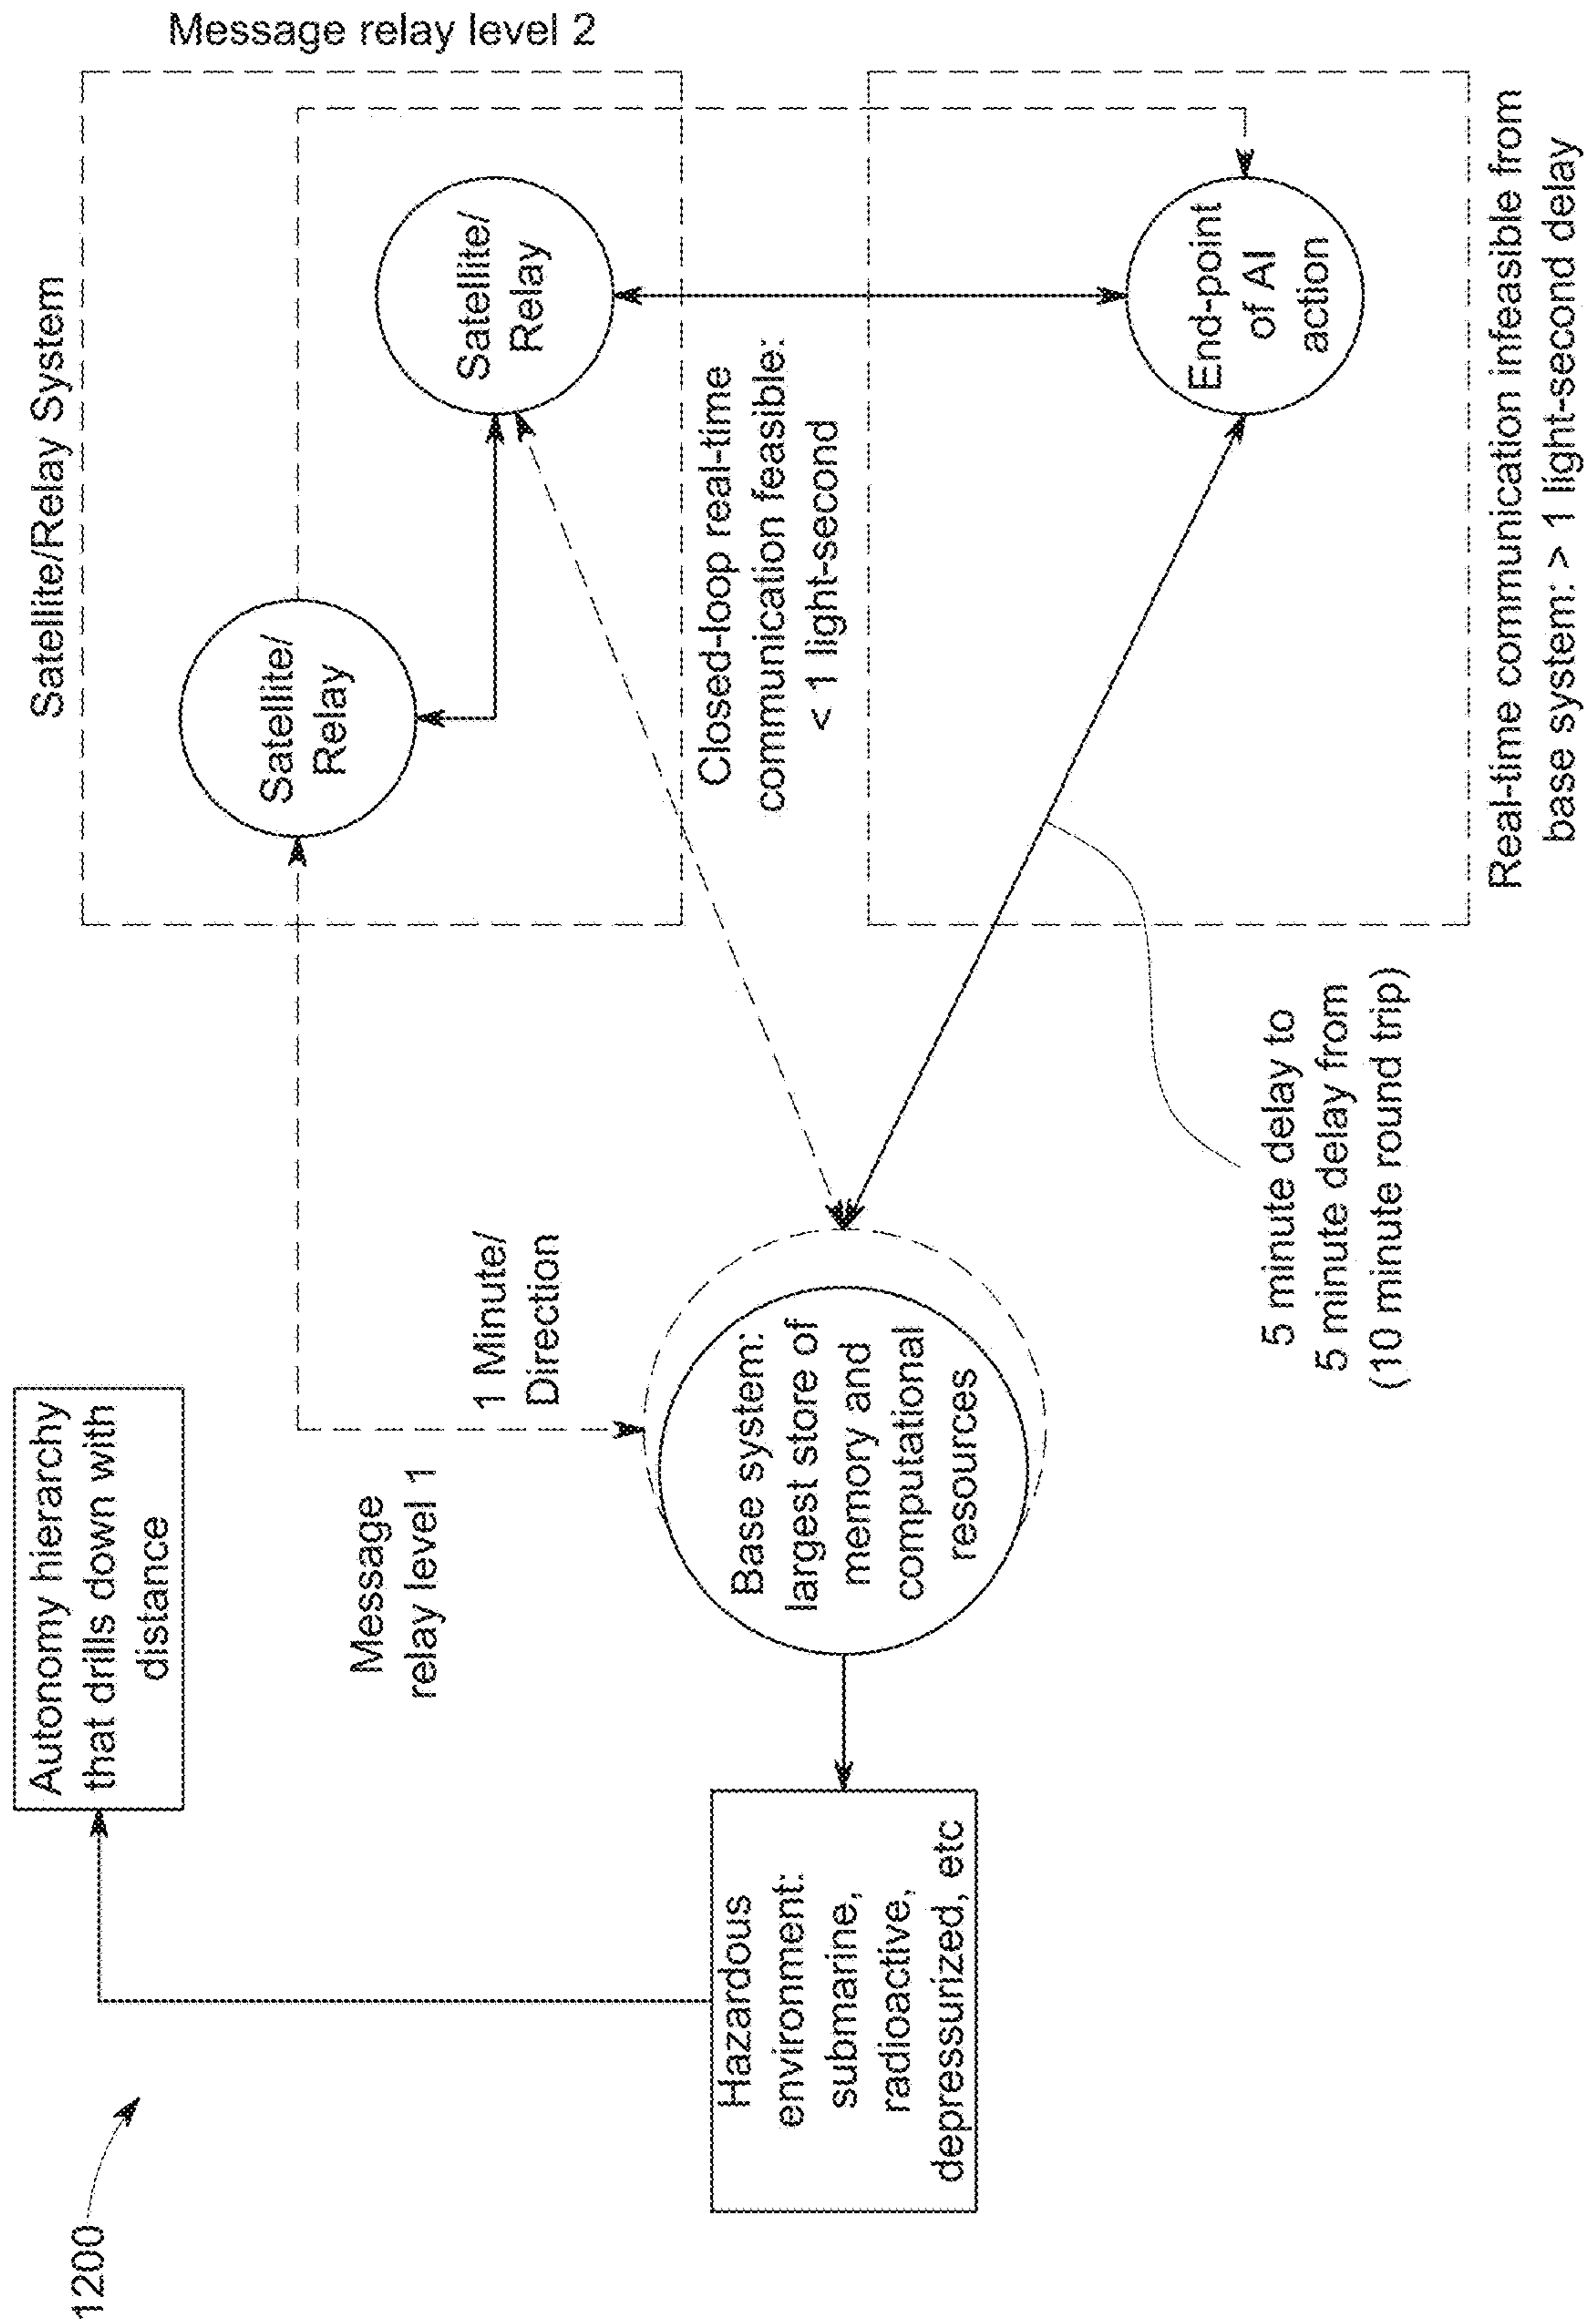 1200
Autonomy hierarchy
that drills down with
distance
Hazardous
environment:
submarine,
radioactive,
depressurized, etc
Message
relay level 1
1 Minute/
Direction
Base system:
largest store of
memory and
computational
resources
5 minute delay to
5 minute delay from
(10 minute round trip)
Satellite/Relay System
Message relay level 2
Satellite/
Relay
Satellite/
Relay
Closed-loop real-time
communication feasible:
< 1 light-second
End-point
of AI
action
Real-time communication infeasible from
base system: > 1 light-second delay